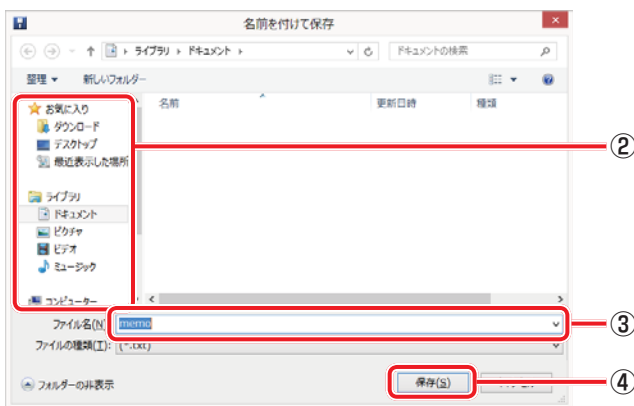 名前を付けて保存
ライブラリ ドキュメント
ドキュメントの検索
整理 新しいフォルダー
名前 更新日時 種類
お気に入り
ダウンロード
デスクトップ
最近表示した場所
②
ライブラリ
ドキュメント
ピクチャ
ビデオ
ミュージック
コンピューター
ファイル名(N) memo
③
ファイルの種類(T): (*.txt)
フォルダーの非表示
保存(S)
④